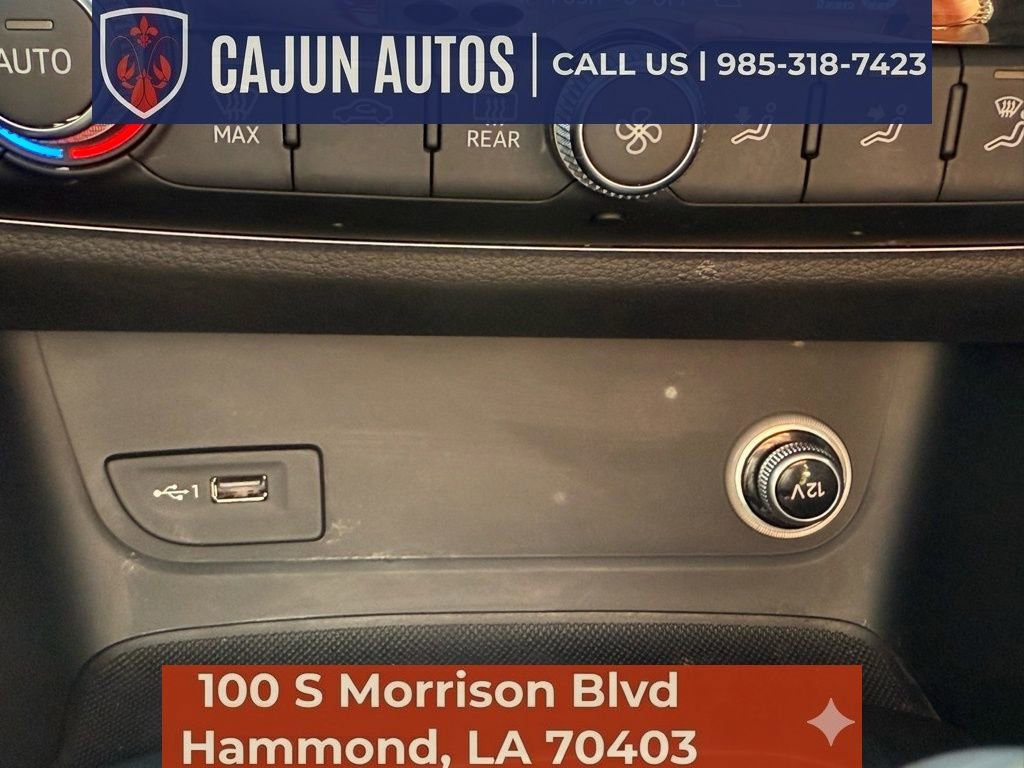 CAJUN AUTOS
CALL US | 985-318-7423
AUTO
MAX
REAR
1
12V
100 S Morrison Blvd
Hammond, LA 70403